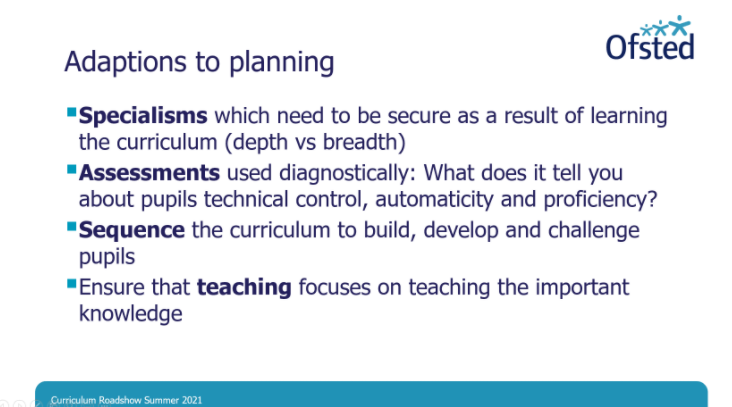 Ofsted
Adaptions to planning
Specialisms which need to be secure as a result of learning
the curriculum (depth vs breadth)
Assessments used diagnostically: What does it tell you
about pupils technical control, automaticity and proficiency?
Sequence the curriculum to build, develop and challenge
pupils
Ensure that teaching focuses on teaching the important
knowledge
Curriculum Roadshow Summer 2021